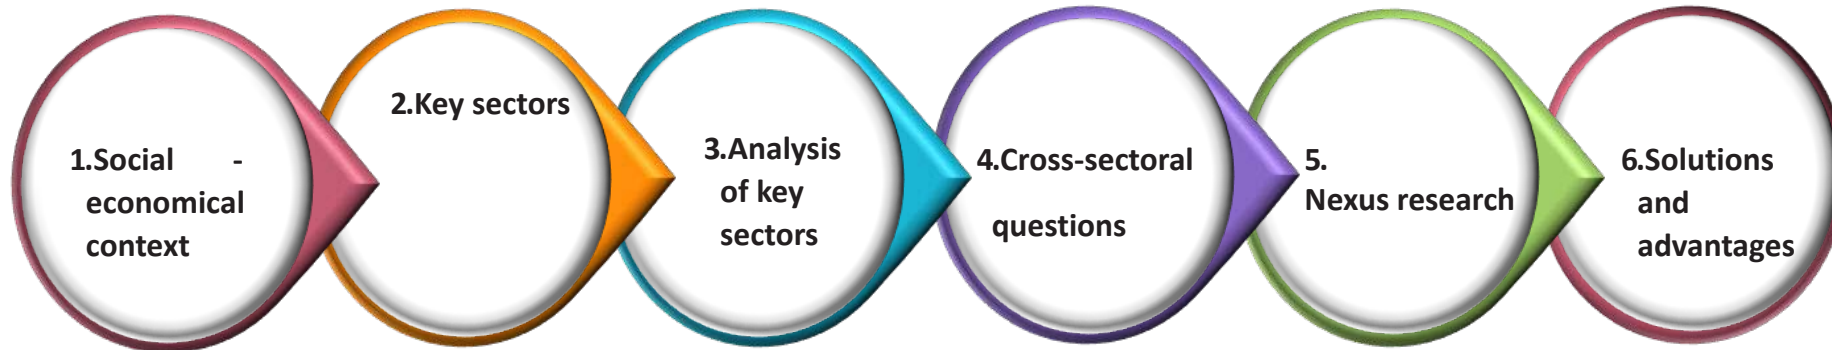 1.Social -
economical
context
2.Key sectors
3.Analysis
of key
sectors
4.Cross-sectoral
questions
5.
Nexus research
6.Solutions
and
advantages